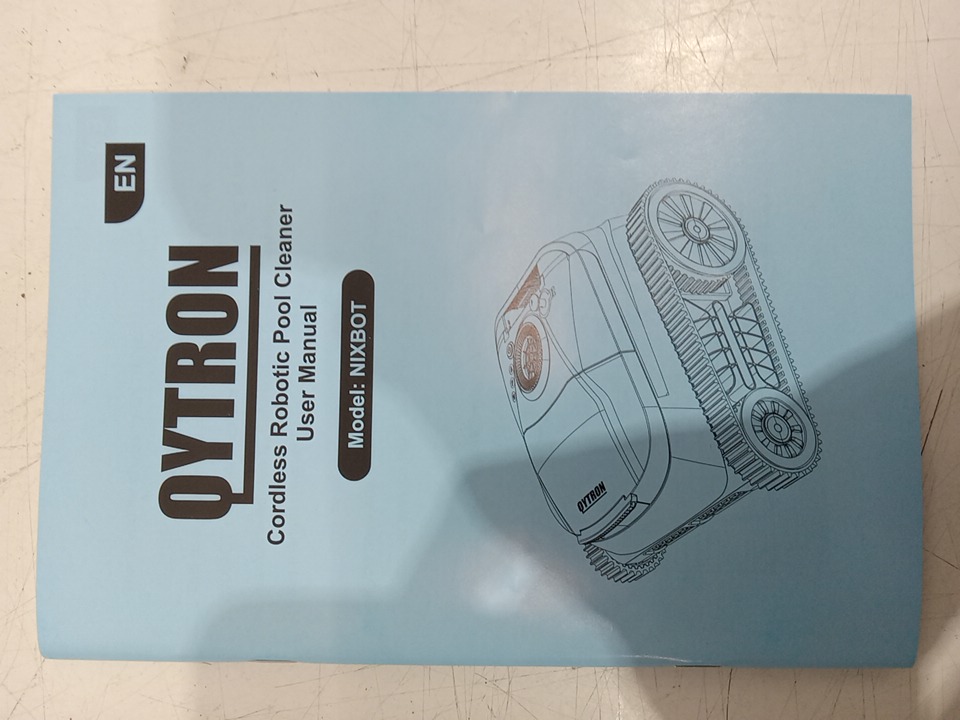 EN
QYTRON
Cordless Robotic Pool Cleaner
User Manual
Model: NIXBOT
QYTRON